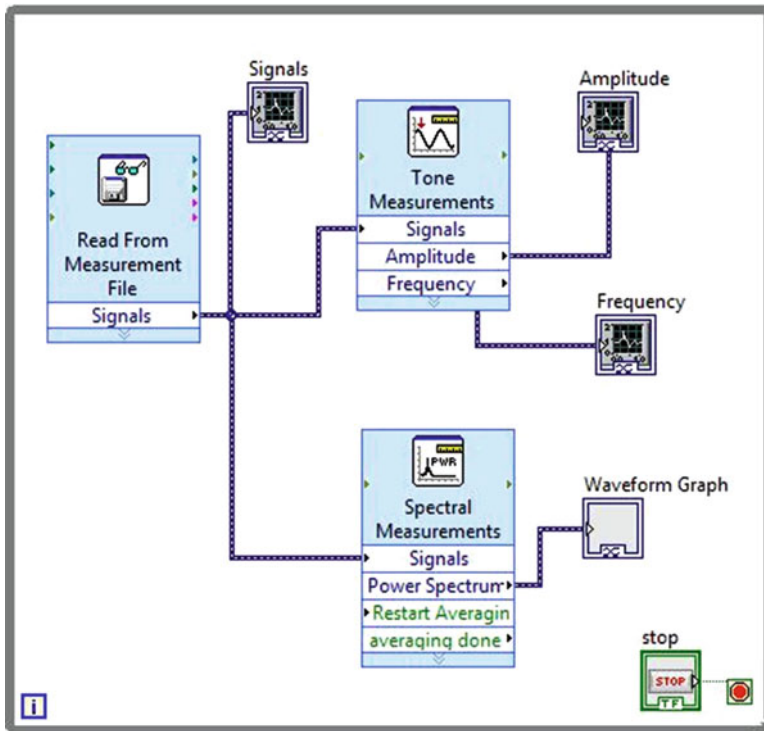 Signals
Amplitude
Read From
Measurement
File
Signals
Tone
Measurements
Signals
Amplitude
Frequency
Frequency
PWR
Spectral
Measurements
Signals
Power Spectrum
Restart Averagin
averaging done
Waveform Graph
stop
STOP
TF
i